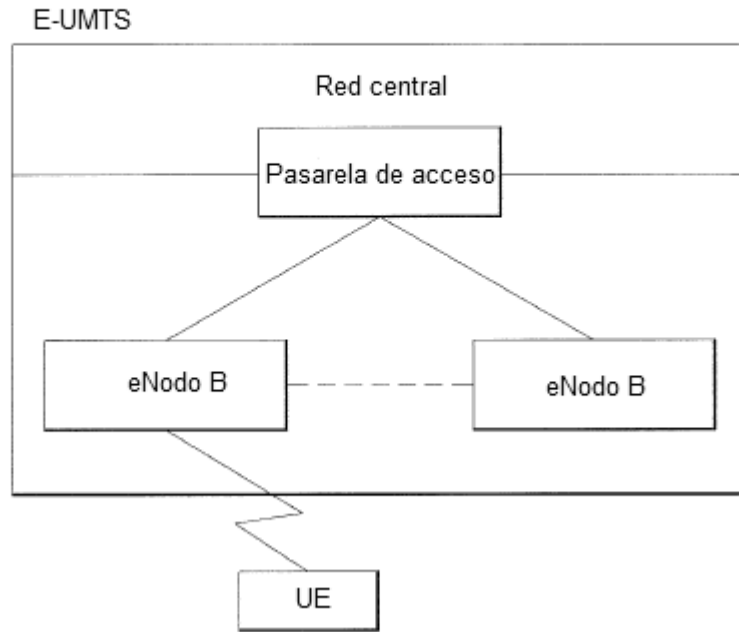 E-UMTS
Red central
Pasarela de acceso
eNodo B
eNodo B
UE